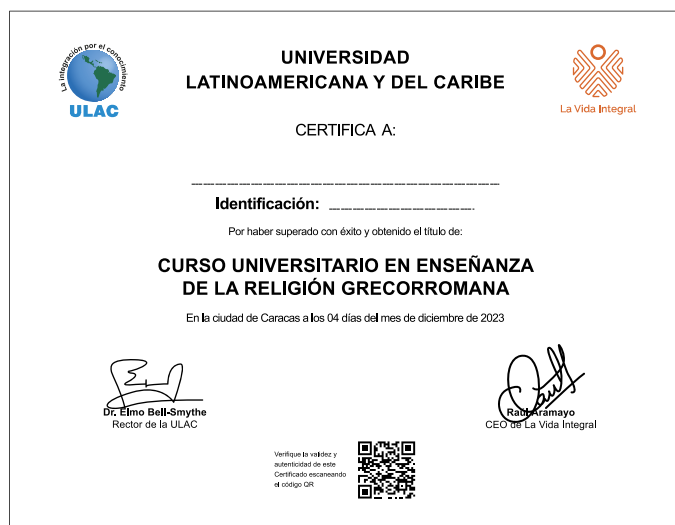 La integración por el conocimiento
ULAC
UNIVERSIDAD
LATINOAMERICANA Y DEL CARIBE
La Vida Integral
CERTIFICA A:
Identificación:
Por haber superado con éxito y obtenido el título de:
CURSO UNIVERSITARIO EN ENSEÑANZA
DE LA RELIGIÓN GRECORROMANA
En la ciudad de Caracas a los 04 días del mes de diciembre de 2023
Dr. Elmo Bell-Smythe
Rector de la ULAC
Raúl Aramayo
CEO de La Vida Integral
Verifique la validez y
autenticidad de este
Certificado escaneando
el código QR